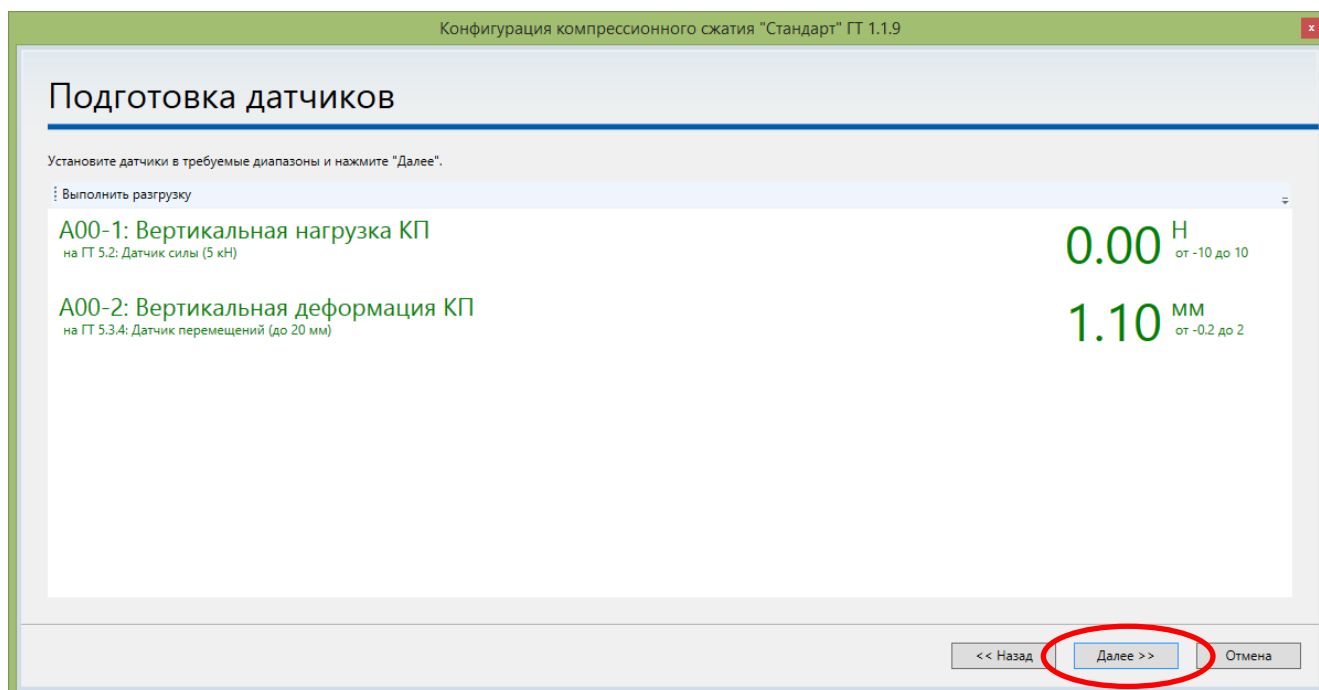 Конфигурация компрессионного сжатия "Стандарт" ГТ 1.1.9
x
Подготовка датчиков
Установите датчики в требуемые диапазоны и нажмите "Далее".
Выполнить разгрузку
A00-1: Вертикальная нагрузка КП
на ГТ 5.2: Датчик силы (5 кН)
0.00 Н
от -10 до 10
A00-2: Вертикальная деформация КП
на ГТ 5.3.4: Датчик перемещений (до 20 мм)
1.10 мм
от -0.2 до 2
<< Назад
Далее >>
Отмена